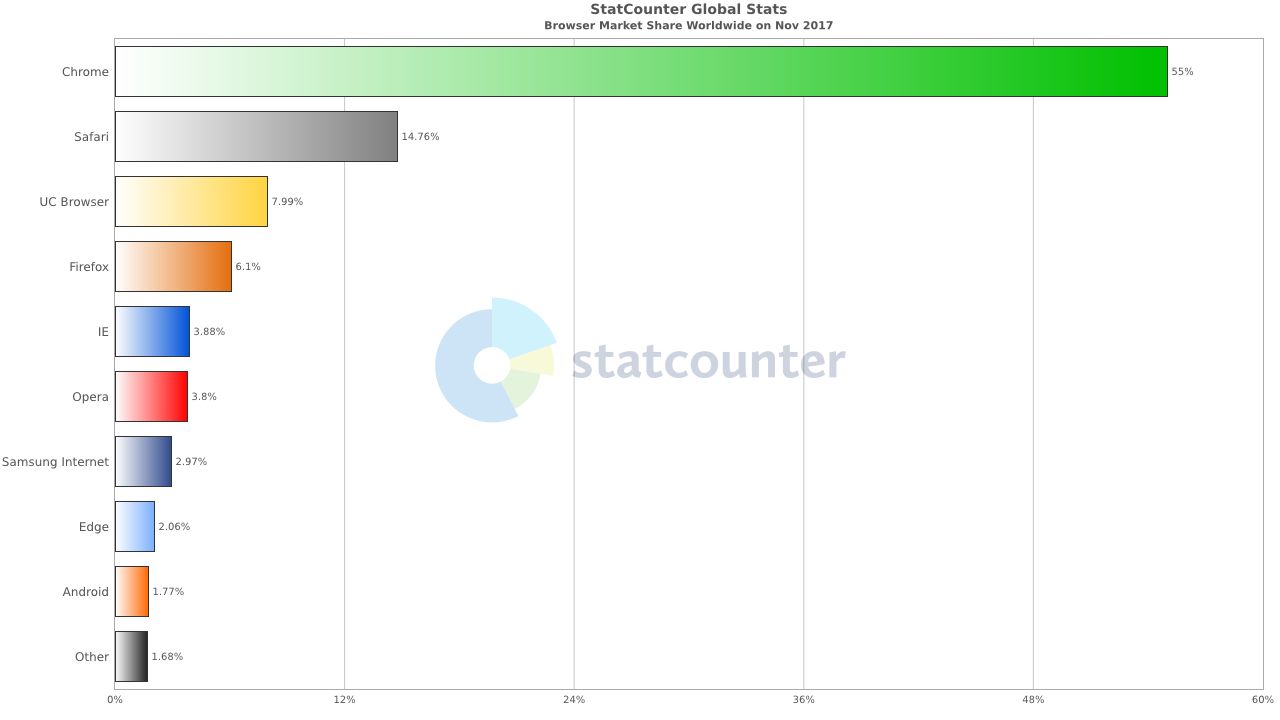 StatCounter Global Stats
Browser Market Share Worldwide on Nov 2017
Chrome 55%
Safari 14.76%
UC Browser 7.99%
Firefox 6.1%
IE 3.88%
statcounter
Opera 3.8%
Samsung Internet 2.97%
Edge 2.06%
Android 1.77%
Other 1.68%
0% 12% 24% 36% 48% 60%